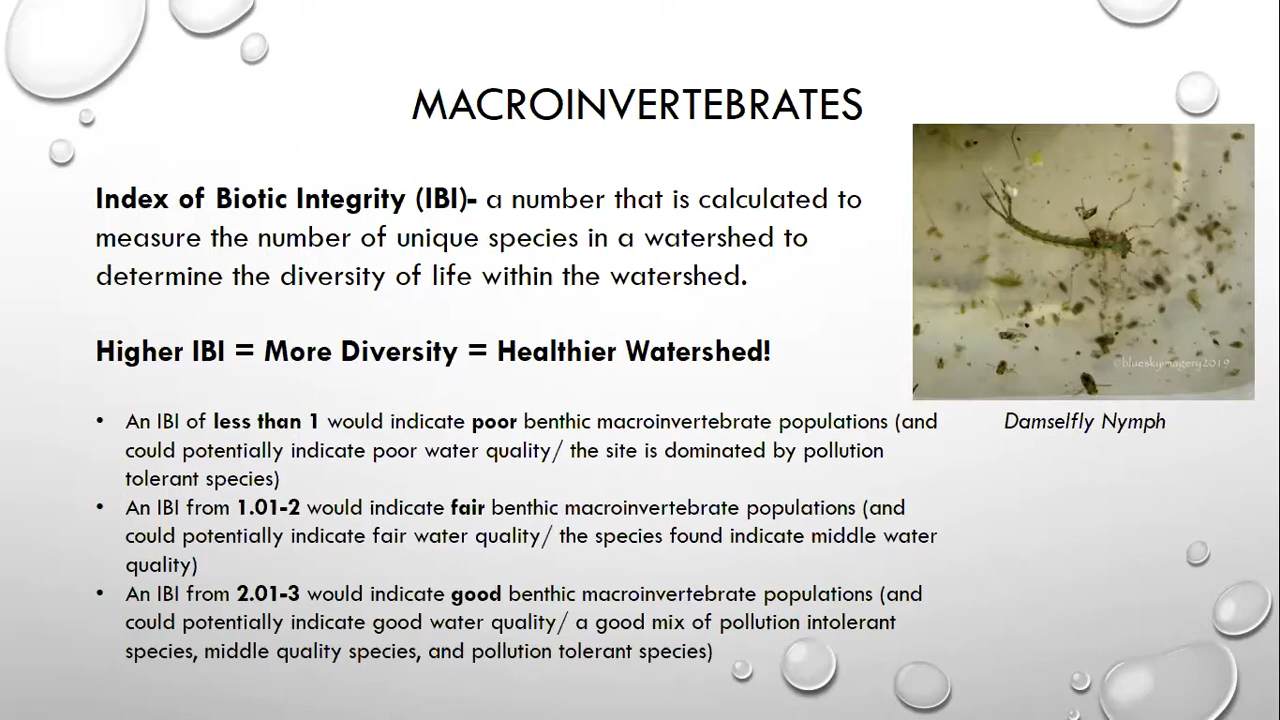 MACROINVERTEBRATES
Index of Biotic Integrity (IBI)- a number that is calculated to
measure the number of unique species in a watershed to
determine the diversity of life within the watershed.
Higher IBI = More Diversity = Healthier Watershed!
• An IBI of less than 1 would indicate poor benthic macroinvertebrate populations (and
could potentially indicate poor water quality/ the site is dominated by pollution
tolerant species)
• An IBI from 1.01-2 would indicate fair benthic macroinvertebrate populations (and
could potentially indicate fair water quality/ the species found indicate middle water
quality)
• An IBI from 2.01-3 would indicate good benthic macroinvertebrate populations (and
could potentially indicate good water quality/ a good mix of pollution intolerant
species, middle quality species, and pollution tolerant species)
©blueskyimagery2019
Damselfly Nymph